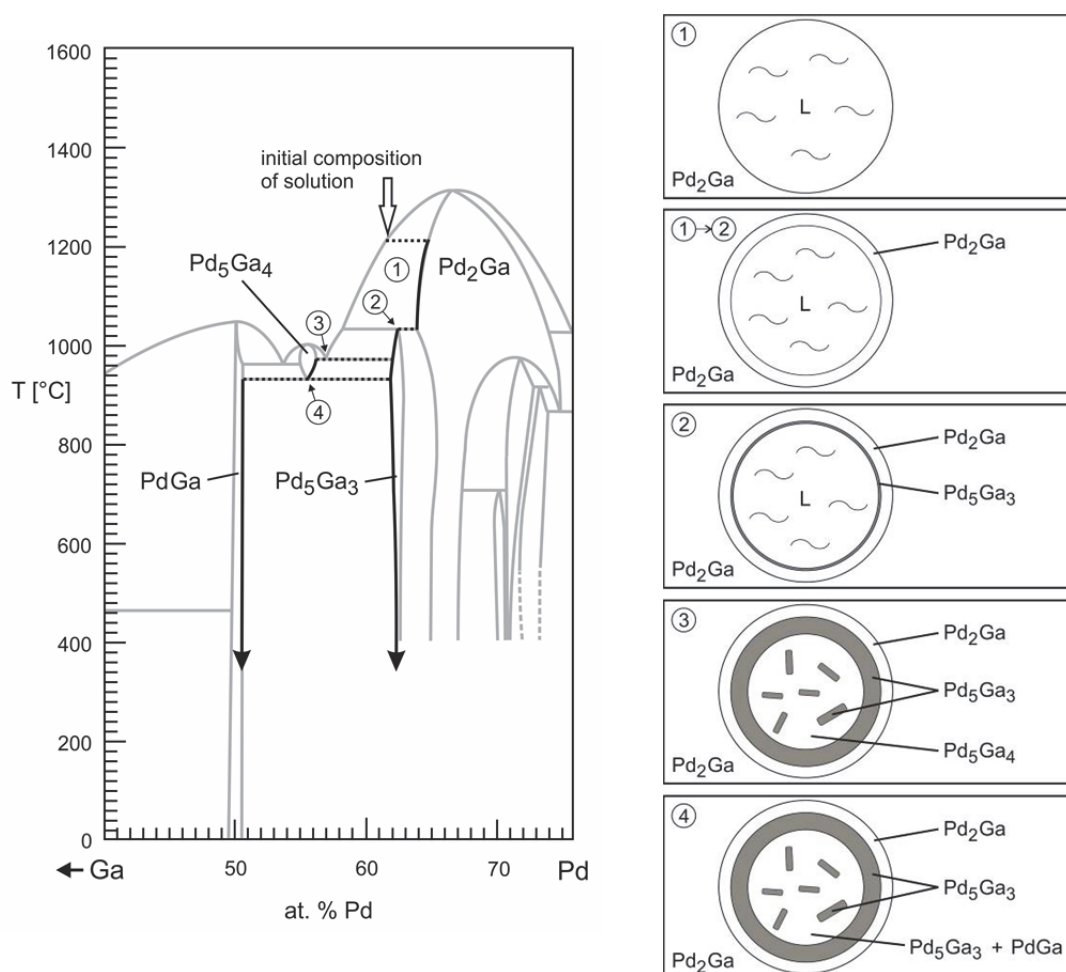 1600
1400
1200
1000
T [°C]
800
600
400
200
0
← Ga
50
60
70
Pd
at. % Pd
initial composition
of solution
Pd₅Ga₄
Pd₂Ga
①
②
③
④
PdGa
Pd₅Ga₃
①
L
Pd₂Ga
①→②
Pd₂Ga
L
Pd₂Ga
②
Pd₂Ga
Pd₅Ga₃
L
Pd₂Ga
③
Pd₂Ga
Pd₅Ga₃
Pd₅Ga₄
Pd₂Ga
④
Pd₂Ga
Pd₅Ga₃
Pd₅Ga₃ + PdGa
Pd₂Ga